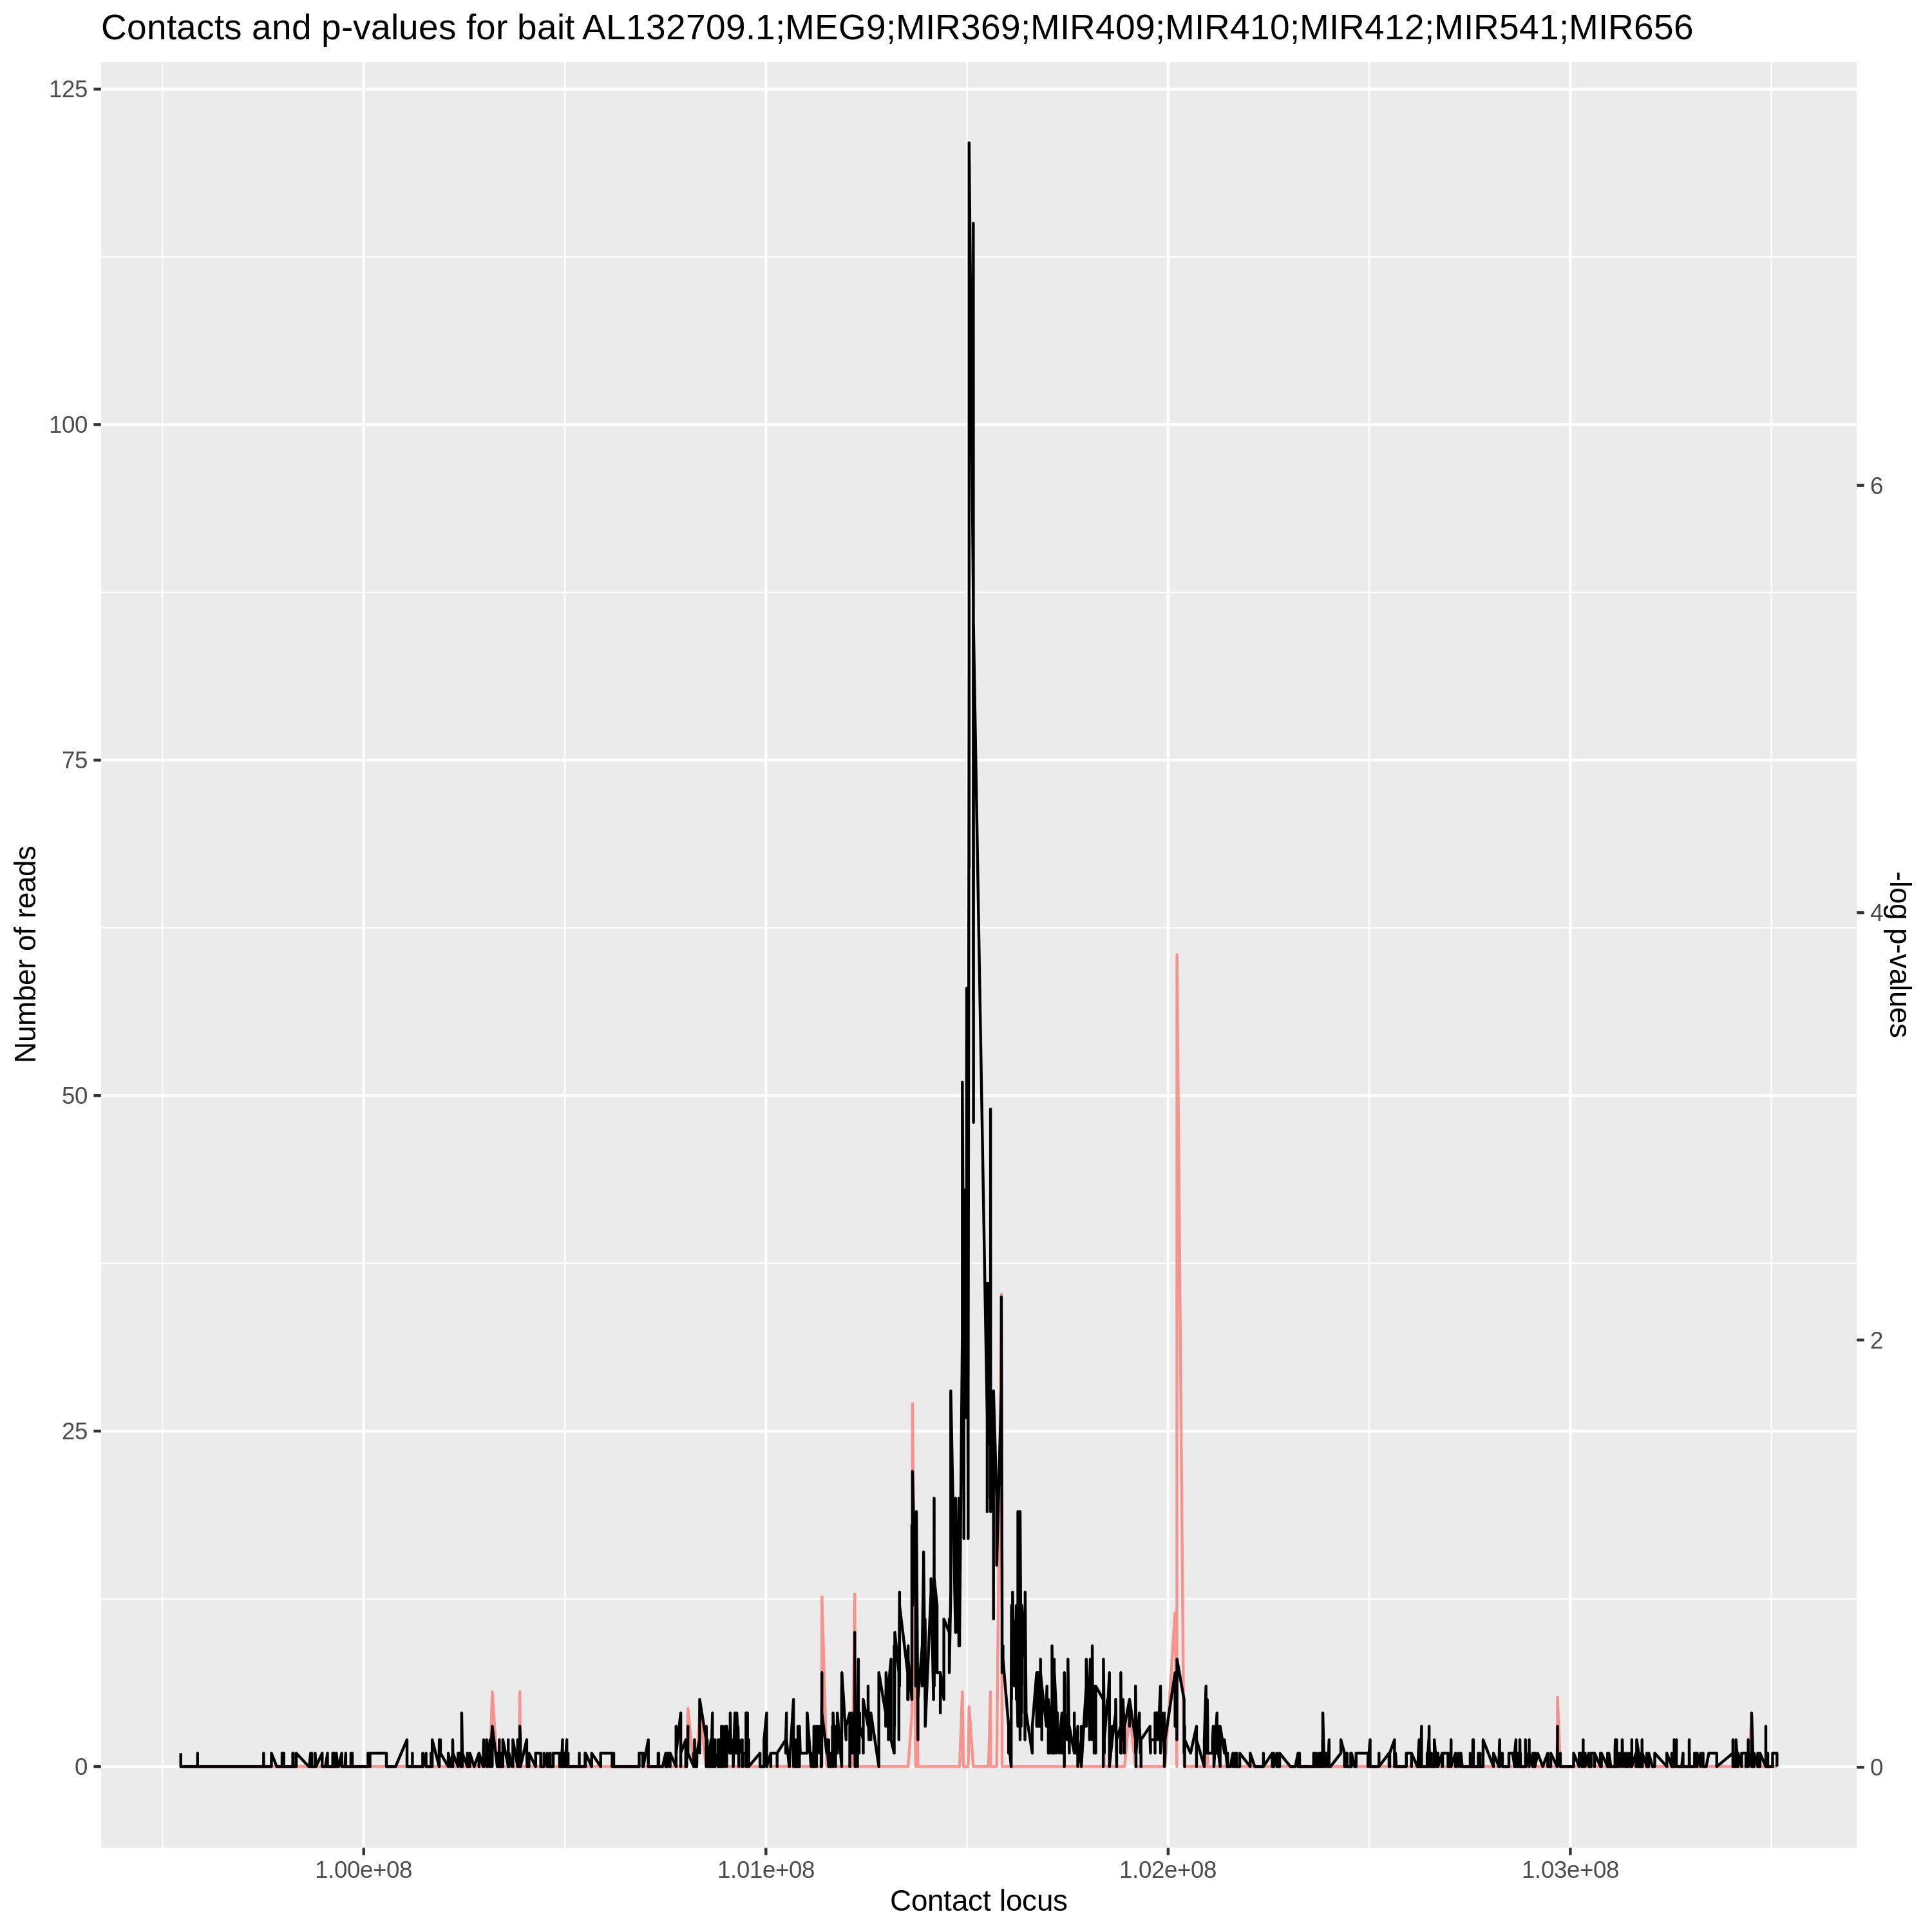 Contacts and p-values for bait AL132709.1;MEG9;MIR369;MIR409;MIR410;MIR412;MIR541;MIR656
125
100
75
50
25
0
Number of reads
6
4
2
0
-log p-values
1.00e+08
1.01e+08
1.02e+08
1.03e+08
Contact locus